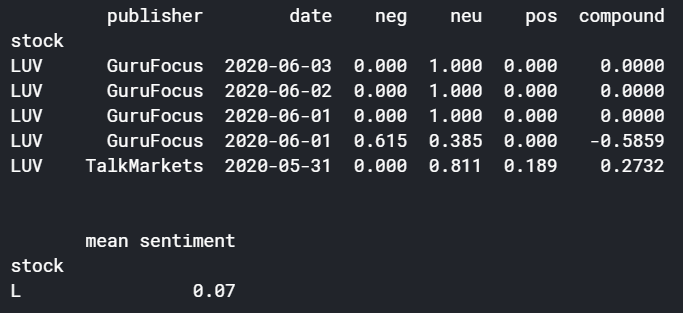 publisher date neg neu pos compound
stock
LUV GuruFocus 2020-06-03 0.000 1.000 0.000 0.0000
LUV GuruFocus 2020-06-02 0.000 1.000 0.000 0.0000
LUV GuruFocus 2020-06-01 0.000 1.000 0.000 0.0000
LUV GuruFocus 2020-06-01 0.615 0.385 0.000 -0.5859
LUV TalkMarkets 2020-05-31 0.000 0.811 0.189 0.2732
mean sentiment
stock
L 0.07